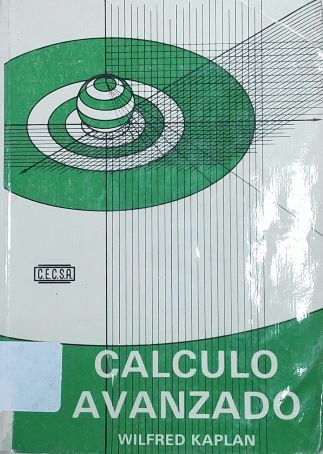 C.E.C.S.A.
CALCULO
AVANZADO
WILFRED KAPLAN